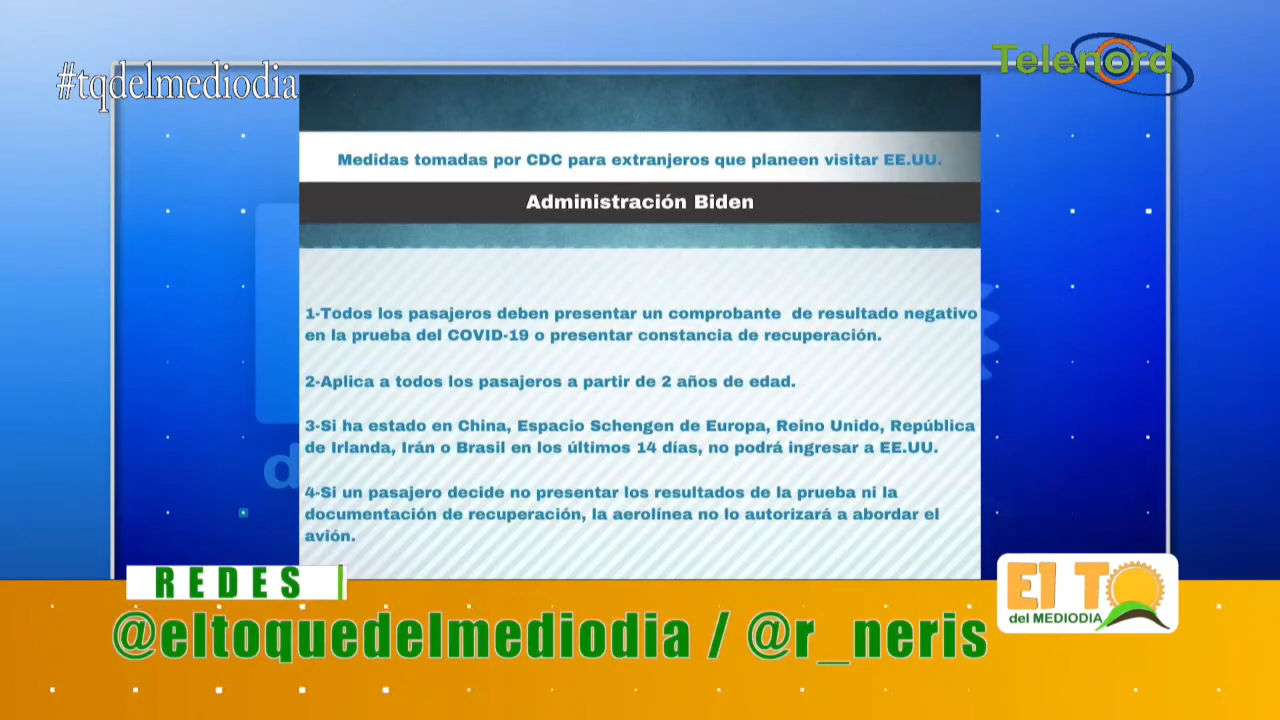 #tqdelmediodia
Telenord
Medidas tomadas por CDC para extranjeros que planeen visitar EE.UU.
Administración Biden
1-Todos los pasajeros deben presentar un comprobante de resultado negativo
en la prueba del COVID-19 o presentar constancia de recuperación.
2-Aplica a todos los pasajeros a partir de 2 años de edad.
3-Si ha estado en China, Espacio Schengen de Europa, Reino Unido, República
de Irlanda, Irán o Brasil en los últimos 14 días, no podrá ingresar a EE.UU.
4-Si un pasajero decide no presentar los resultados de la prueba ni la
documentación de recuperación, la aerolínea no lo autorizará a abordar el
avión.
REDES
@eltoquedelmediodia / @r_neris
El TO
del MEDIODIA